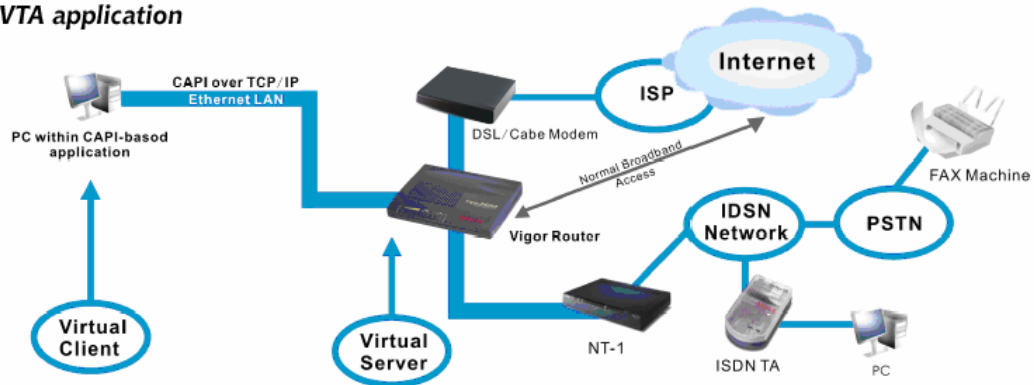 VTA application
Internet
CAPI over TCP/IP
Ethernet LAN
ISP
PC within CAPI-basod
application
DSL/Cabe Modem
Normal Broadband
Access
FAX Machine
IDSN
Network
PSTN
Vigor Router
Virtual
Client
Virtual
Server
NT-1
ISDN TA
PC